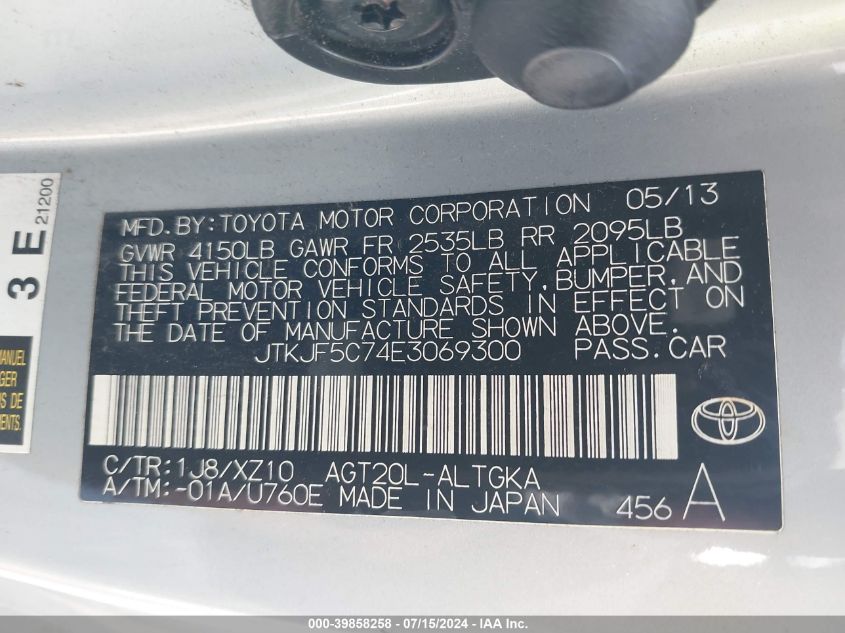 MFD. BY: TOYOTA MOTOR CORPORATION 05/13
GVWR 4150LB GAWR FR 2535LB RR 2095LB
THIS VEHICLE CONFORMS TO ALL APPLICABLE
FEDERAL MOTOR VEHICLE SAFETY, BUMPER, AND
THEFT PREVENTION STANDARDS IN EFFECT ON
THE DATE OF MANUFACTURE SHOWN ABOVE.
JTKJF5C74E3069300 PASS. CAR
C/TR: 1J8/XZ10 AGT20L-ALTGKA
A/TM: -01A/U760E MADE IN JAPAN 456 A
3 E 21200
MANUAL
S DE
000-39858258 - 07/15/2024 - IAA Inc.